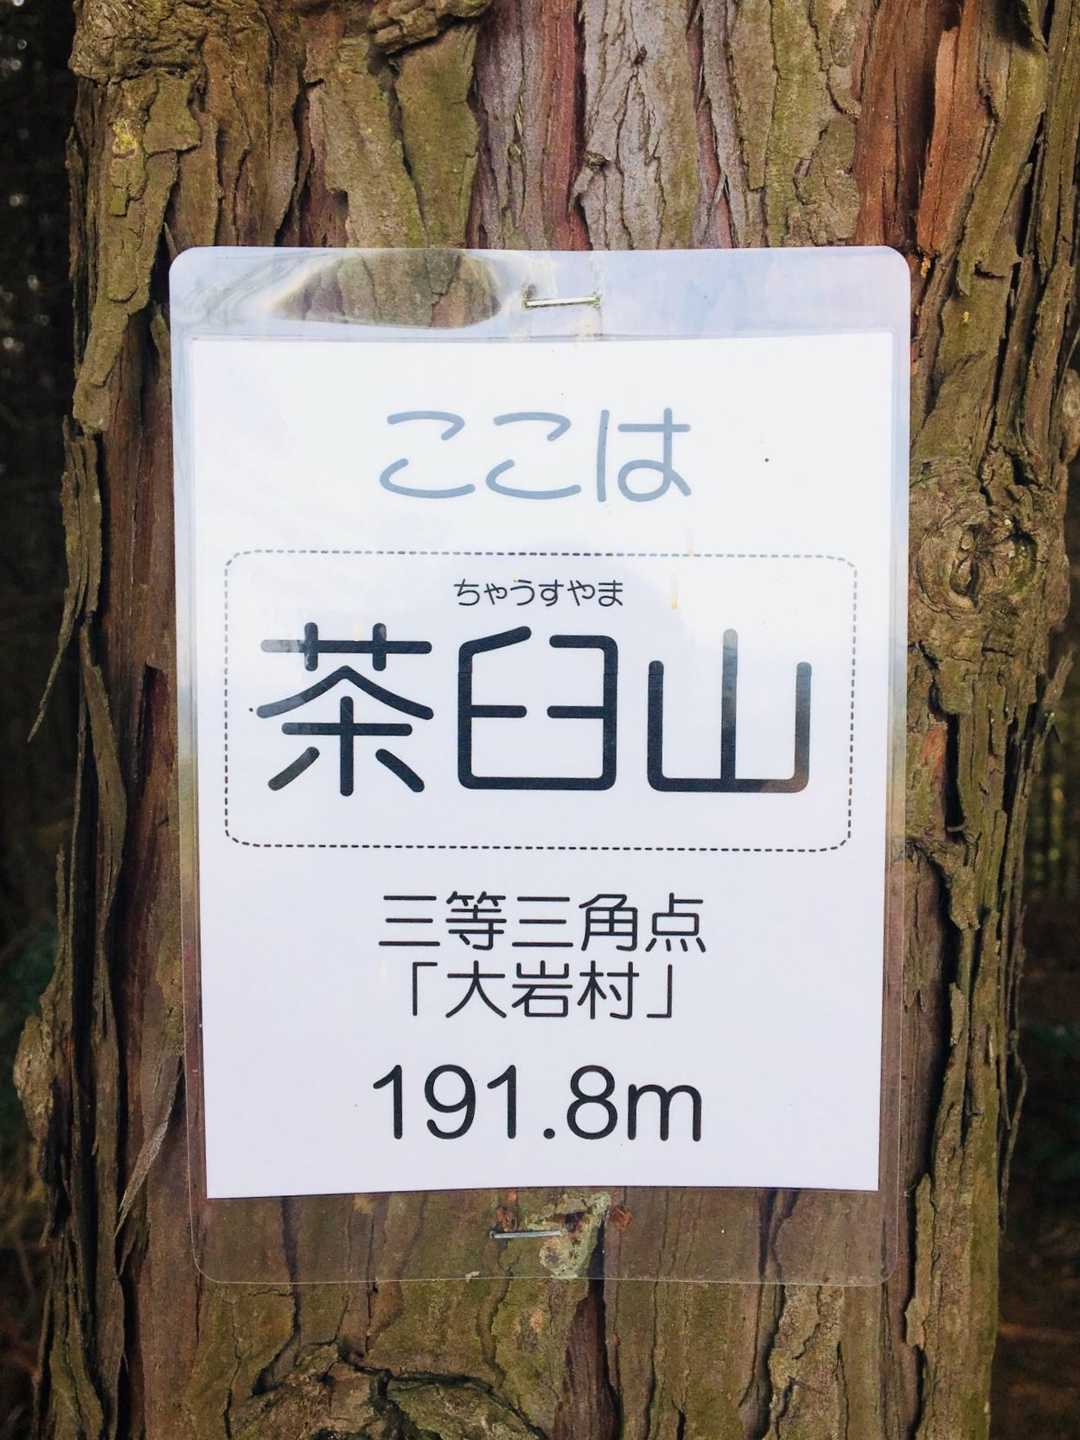 ここは
ちゃうすやま
茶臼山
三等三角点
「大岩村」
191.8m